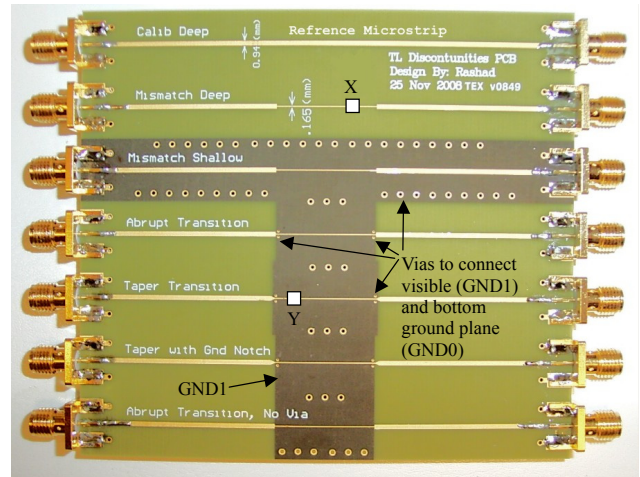 Calib Deep
Refrence Microstrip
0.94 (mm)
TL Discontunities PCB
Design By: Rashad
25 Nov 2008 TEX v0849
Mismatch Deep
.165 (mm)
X
Mismatch Shallow
Abrupt Transition
Vias to connect
visible (GND1)
and bottom
ground plane
(GND0)
Taper Transition
Y
Taper with Gnd Notch
GND1
Abrupt Transition, No Via